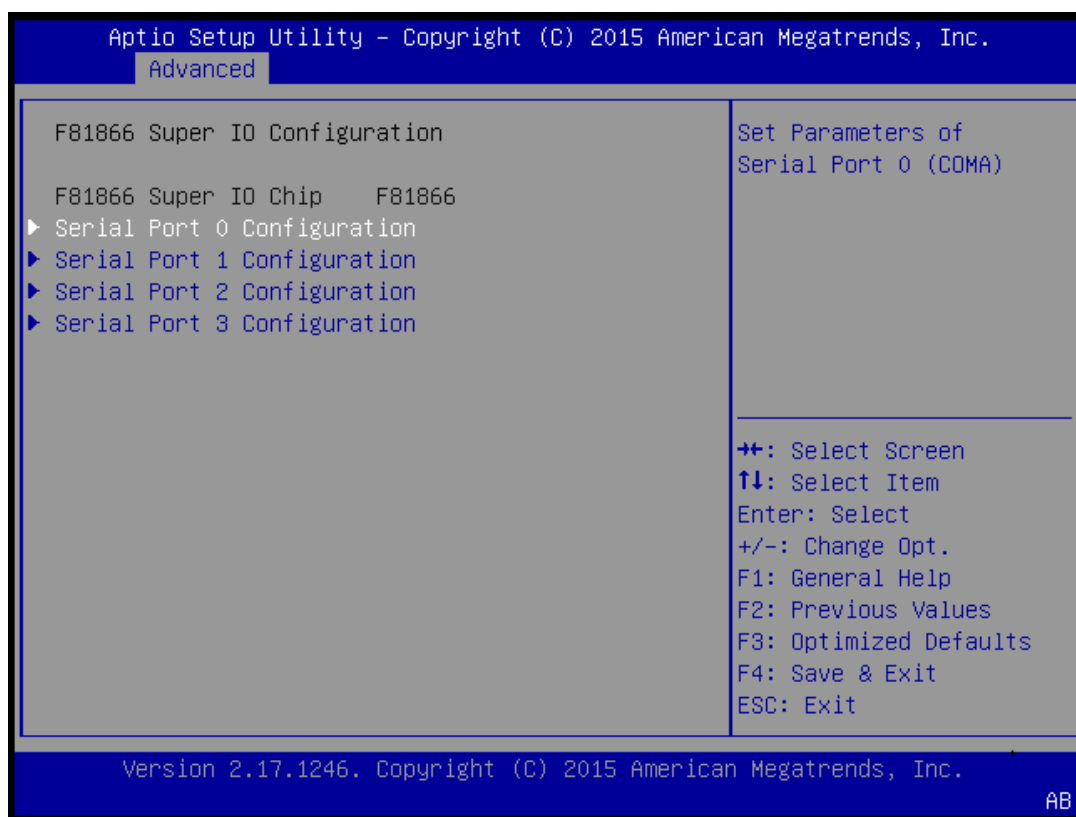 Aptio Setup Utility – Copyright (C) 2015 American Megatrends, Inc.
Advanced
F81866 Super IO Configuration
F81866 Super IO Chip F81866
▶ Serial Port 0 Configuration
▶ Serial Port 1 Configuration
▶ Serial Port 2 Configuration
▶ Serial Port 3 Configuration
Set Parameters of
Serial Port 0 (COMA)
→←: Select Screen
↑↓: Select Item
Enter: Select
+/-: Change Opt.
F1: General Help
F2: Previous Values
F3: Optimized Defaults
F4: Save & Exit
ESC: Exit
Version 2.17.1246. Copyright (C) 2015 American Megatrends, Inc.
AB